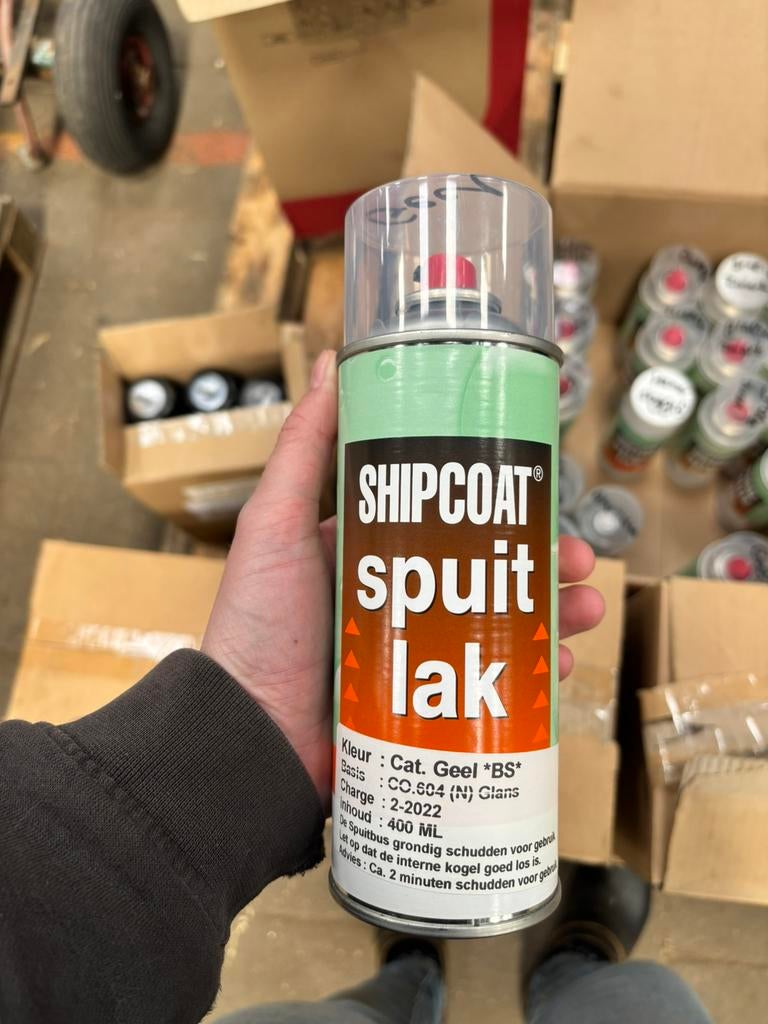 Geel
SHIPCOAT®
spuit
lak
Kleur : Cat. Geel *BS*
Basis : CO.604 (N) Glans
Charge : 2-2022
Inhoud : 400 ML
De Spuitbus grondig schudden voor gebruik.
Let op dat de interne kogel goed los is.
Advies : Ca. 2 minuten schudden voor gebruik